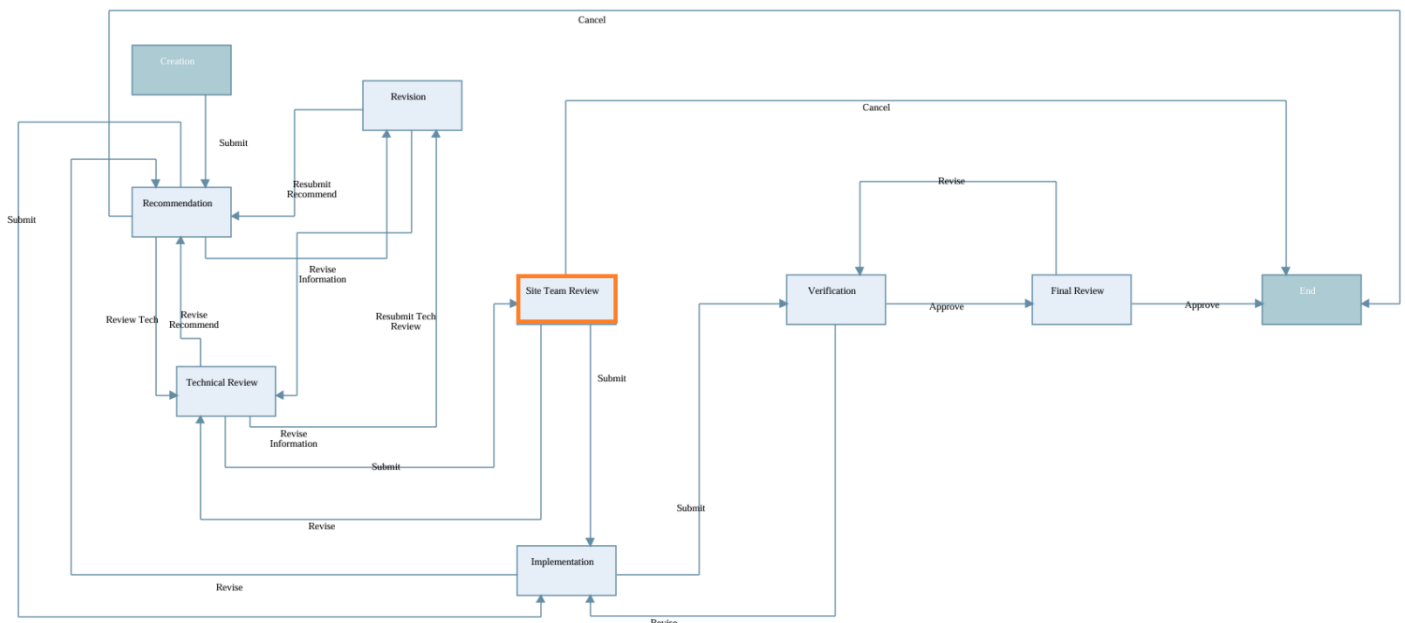 Cancel
Creation
Revision
Cancel
Submit
Revise
Resubmit
Recommend
Recommendation
Submit
Revise
Information
Site Team Review
Verification
Final Review
End
Approve
Approve
Review Tech
Revise
Recommend
Resubmit Tech
Review
Technical Review
Submit
Revise
Information
Submit
Revise
Submit
Implementation
Revise
Revise